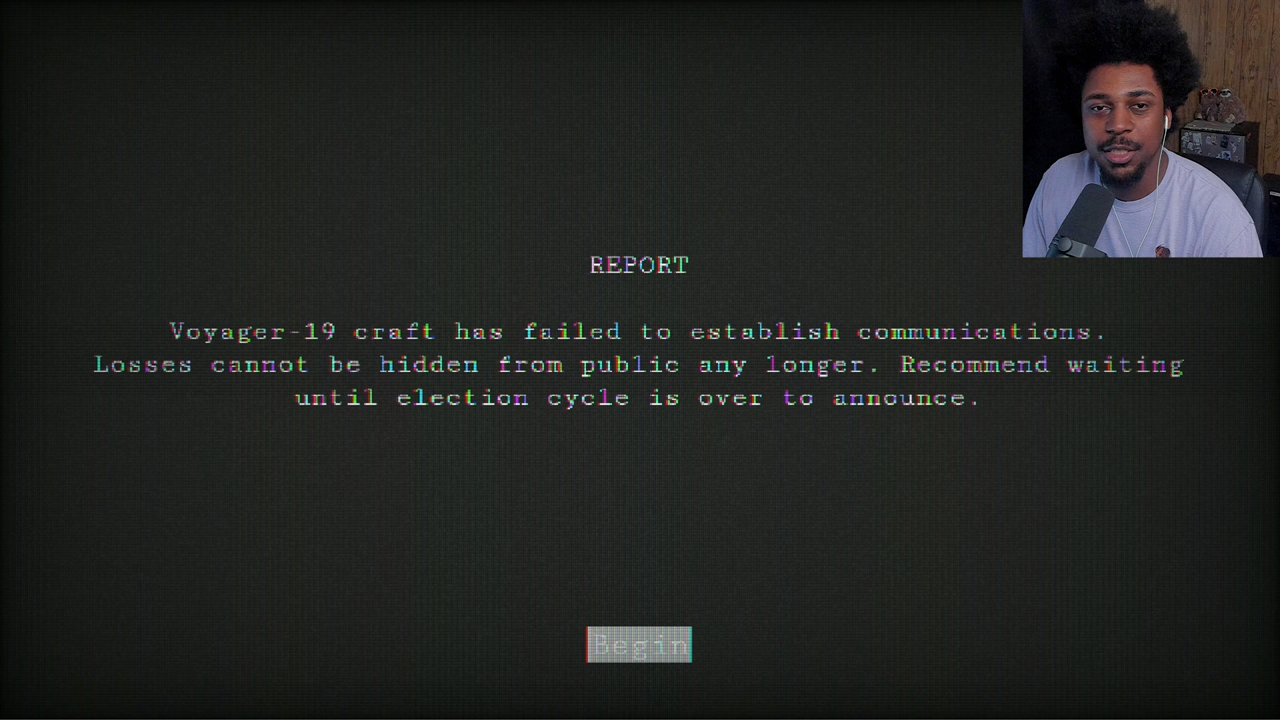 REPORT
Voyager-19 craft has failed to establish communications.
Losses cannot be hidden from public any longer. Recommend waiting
until election cycle is over to announce.
Begin